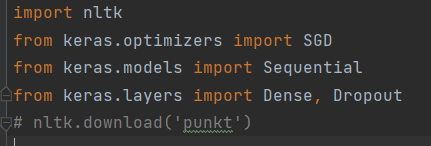 import nltk
from keras.optimizers import SGD
from keras.models import Sequential
from keras.layers import Dense, Dropout
# nltk.download('punkt')